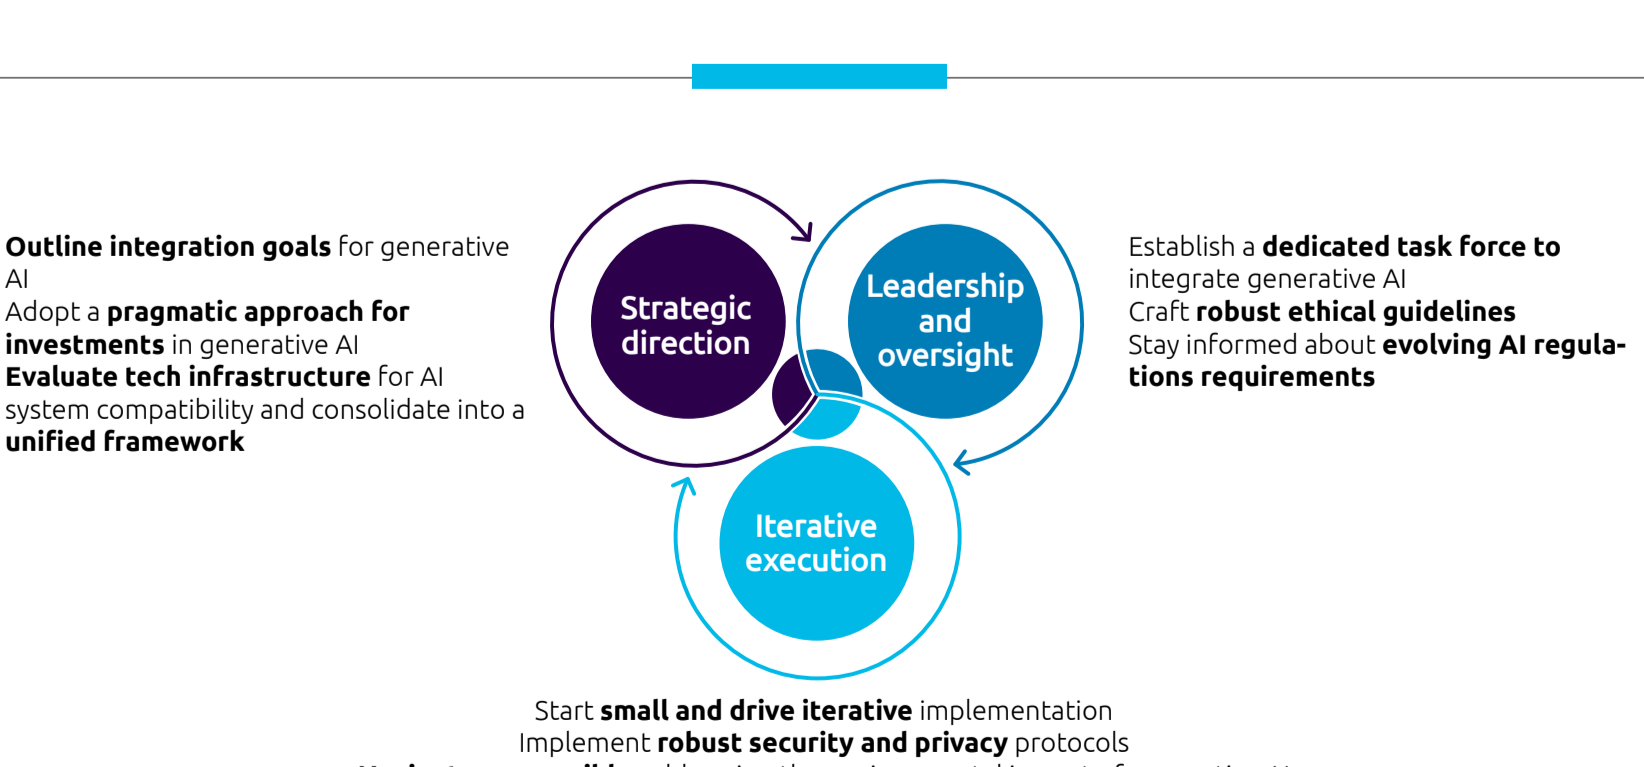 Outline integration goals for generative
AI
Adopt a pragmatic approach for
investments in generative AI
Evaluate tech infrastructure for AI
system compatibility and consolidate into a
unified framework
Strategic
direction
Leadership
and
oversight
Establish a dedicated task force to
integrate generative AI
Craft robust ethical guidelines
Stay informed about evolving AI regula-
tions requirements
Iterative
execution
Start small and drive iterative implementation
Implement robust security and privacy protocols